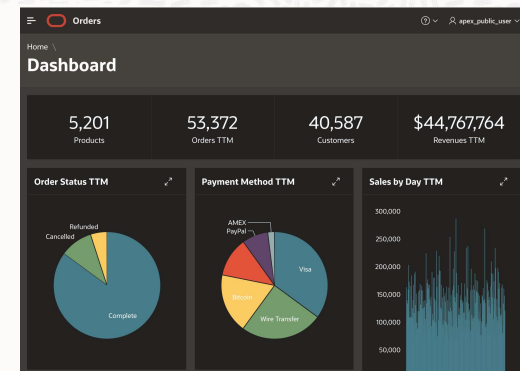 Orders
apex_public_user
Home \
Dashboard
5,201
Products
53,372
Orders TTM
40,587
Customers
$44,767,764
Revenues TTM
Order Status TTM
Refunded
Cancelled
Complete
Payment Method TTM
AMEX
PayPal
Visa
Bitcoin
Wire Transfer
Sales by Day TTM
300,000
250,000
200,000
150,000
100,000
50,000